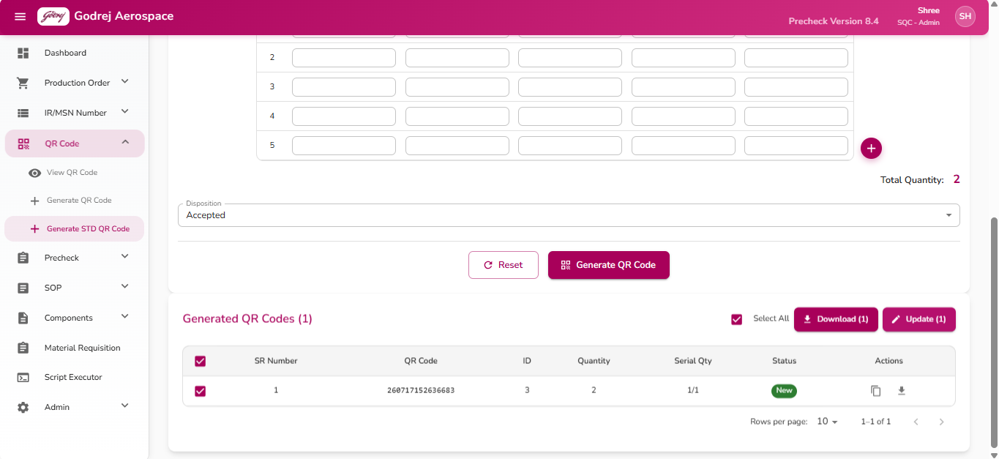 Godrej
Godrej Aerospace
Precheck Version 8.4
Shree
SQC - Admin
SH
Dashboard
Production Order
IR/MSN Number
QR Code
View QR Code
Generate QR Code
Generate STD QR Code
Precheck
SOP
Components
Material Requisition
Script Executor
Admin
2
3
4
5
Total Quantity: 2
Disposition
Accepted
Reset
Generate QR Code
Generated QR Codes (1)
Select All
Download (1)
Update (1)
SR Number QR Code ID Quantity Serial Qty Status Actions
1 260717152636683 3 2 1/1 New
Rows per page: 10 1–1 of 1